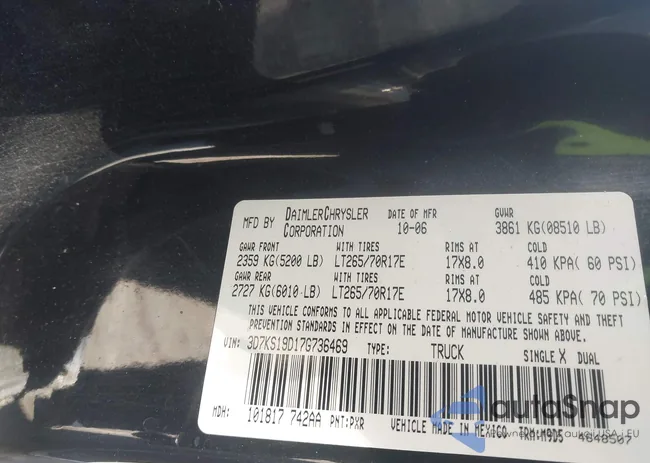 MFD BY DAIMLERCHRYSLER CORPORATION DATE OF MFR 10-06 GVWR 3861 KG(08510 LB)
GAWR FRONT WITH TIRES RIMS AT COLD
2359 KG(5200 LB) LT265/70R17E 17X8.0 410 KPA( 60 PSI)
GAWR REAR WITH TIRES RIMS AT COLD
2727 KG(6010 LB) LT265/70R17E 17X8.0 485 KPA( 70 PSI)
THIS VEHICLE CONFORMS TO ALL APPLICABLE FEDERAL MOTOR VEHICLE SAFETY AND THEFT
PREVENTION STANDARDS IN EFFECT ON THE DATE OF MANUFACTURE SHOWN ABOVE.
VIN: 3D7KS19D17G736469 TYPE: TRUCK SINGLE X DUAL
MDH: 101817 742AA PNT:PXR VEHICLE MADE IN MEXICO 4648507
autoSnap